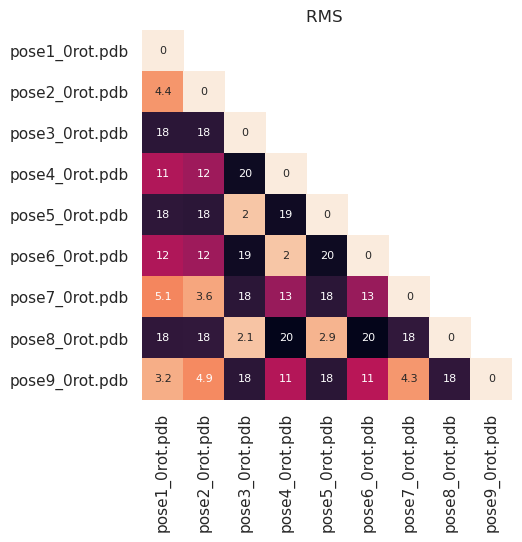 RMS
pose1_0rot.pdb 0
pose2_0rot.pdb 4.4 0
pose3_0rot.pdb 18 18 0
pose4_0rot.pdb 11 12 20 0
pose5_0rot.pdb 18 18 2 19 0
pose6_0rot.pdb 12 12 19 2 20 0
pose7_0rot.pdb 5.1 3.6 18 13 18 13 0
pose8_0rot.pdb 18 18 2.1 20 2.9 20 18 0
pose9_0rot.pdb 3.2 4.9 18 11 18 11 4.3 18 0
pose1_0rot.pdb
pose2_0rot.pdb
pose3_0rot.pdb
pose4_0rot.pdb
pose5_0rot.pdb
pose6_0rot.pdb
pose7_0rot.pdb
pose8_0rot.pdb
pose9_0rot.pdb